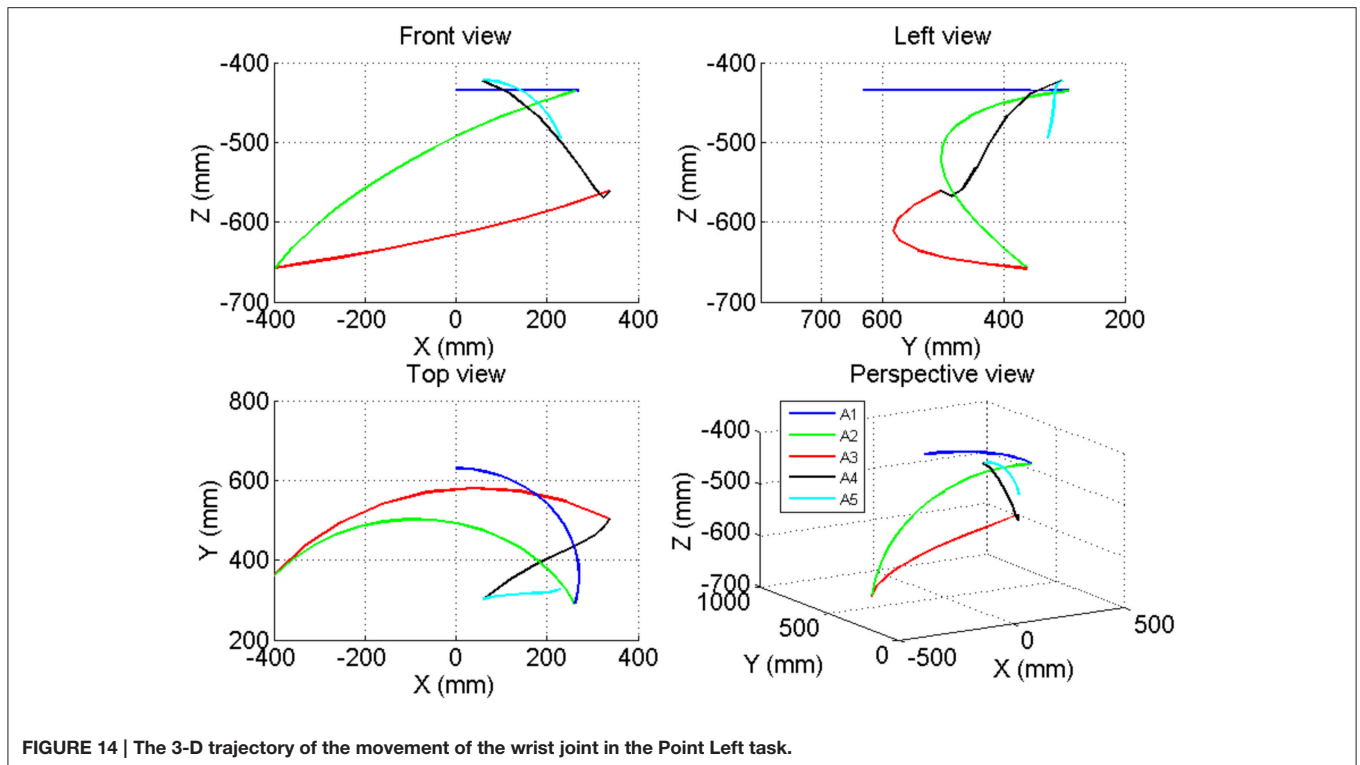 Front view
-400
-500
-600
-700
Z (mm)
-400 -200 0 200 400
X (mm)
Left view
-400
-500
-600
-700
Z (mm)
700 600 400 200
Y (mm)
Top view
800
600
400
200
Y (mm)
-400 -200 0 200 400
X (mm)
Perspective view
A1
A2
A3
A4
A5
-400
-500
-600
-700
Z (mm)
1000
500
0
Y (mm)
-500
0
500
X (mm)
FIGURE 14 | The 3-D trajectory of the movement of the wrist joint in the Point Left task.